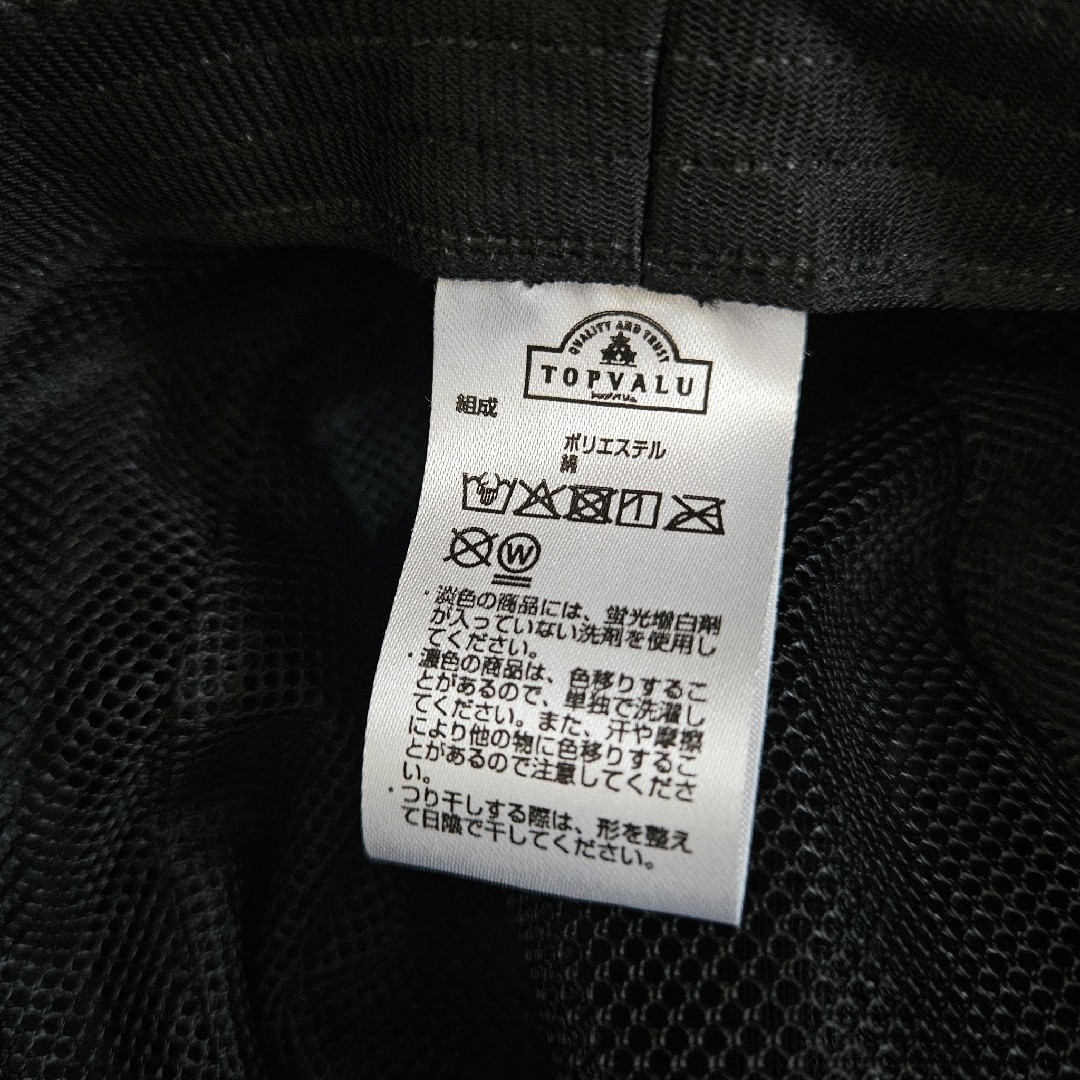 QUALITY AND TRUST
TOPVALU
トップバリュ
組成
ポリエステル
綿
W
・淡色の商品には、蛍光増白剤
が入っていない洗剤を使用し
てください。
・濃色の商品は、色移りするこ
とがあるので、単独で洗濯し
てください。また、汗や摩擦
により他の物に色移りするこ
とがあるので注意してくださ
い。
・つり干しする際は、形を整え
て日陰で干してください。